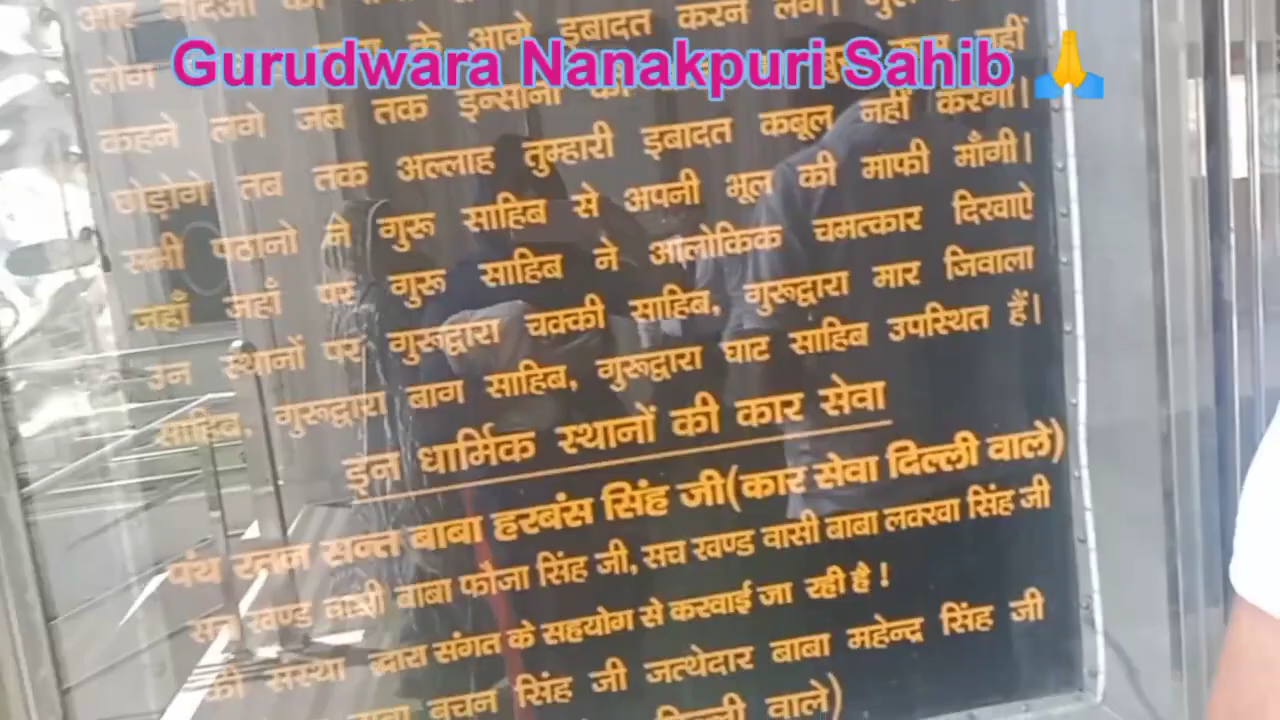 Gurudwara Nanakpuri Sahib 🙏
के आगे इबादत करने लगे।
लोग नहीं
कहने लगे जब तक इन्सानो को
छोड़ोगे तब तक अल्लाह तुम्हारी इबादत कबूल नहीं करेगा।
सभी पठानो ने गुरू साहिब से अपनी भूल की माफी माँगी।
जहाँ जहाँ पर गुरू साहिब ने आलोकिक चमत्कार दिखाऐ
उन स्थानों पर गुरूद्वारा चक्की साहिब, गुरूद्वारा मार जिवाला
साहिब, गुरूद्वारा बाग साहिब, गुरूद्वारा घाट साहिब उपस्थित हैं।
इन धार्मिक स्थानों की कार सेवा
पंथ रतन सन्त बाबा हरबंस सिंह जी(कार सेवा दिल्ली वाले)
सच खण्ड वासी बाबा फौजा सिंह जी, सच खण्ड वासी बाबा लक्खा सिंह जी
की संस्था द्वारा संगत के सहयोग से करवाई जा रही है !
बाबा बचन सिंह जी जत्थेदार बाबा महेन्द्र सिंह जी
दिल्ली वाले)